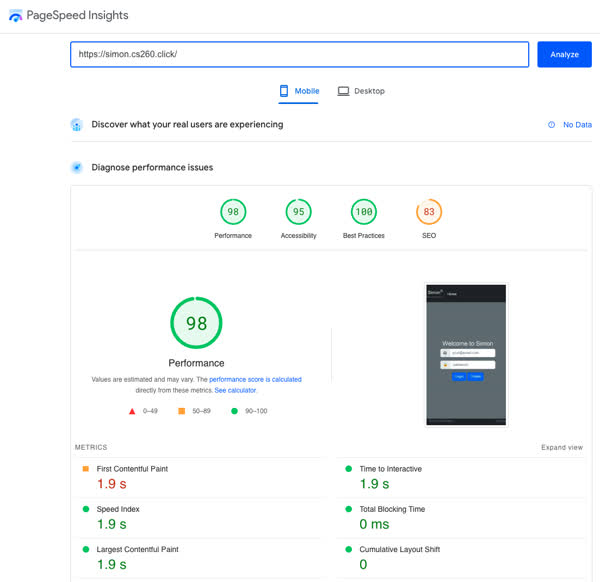 PageSpeed Insights
https://simon.cs260.click/
Analyze
Mobile
Desktop
Discover what your real users are experiencing
No Data
Diagnose performance issues
98
95
100
83
Performance
Accessibility
Best Practices
SEO
98
Performance
Values are estimated and may vary. The performance score is calculated
directly from these metrics. See calculator.
0–49
50–89
90–100
Simon
Home
Welcome to Simon
your@email.com
password
Login
Create
METRICS
Expand view
First Contentful Paint
1.9 s
Time to Interactive
1.9 s
Speed Index
1.9 s
Total Blocking Time
0 ms
Largest Contentful Paint
1.9 s
Cumulative Layout Shift
0